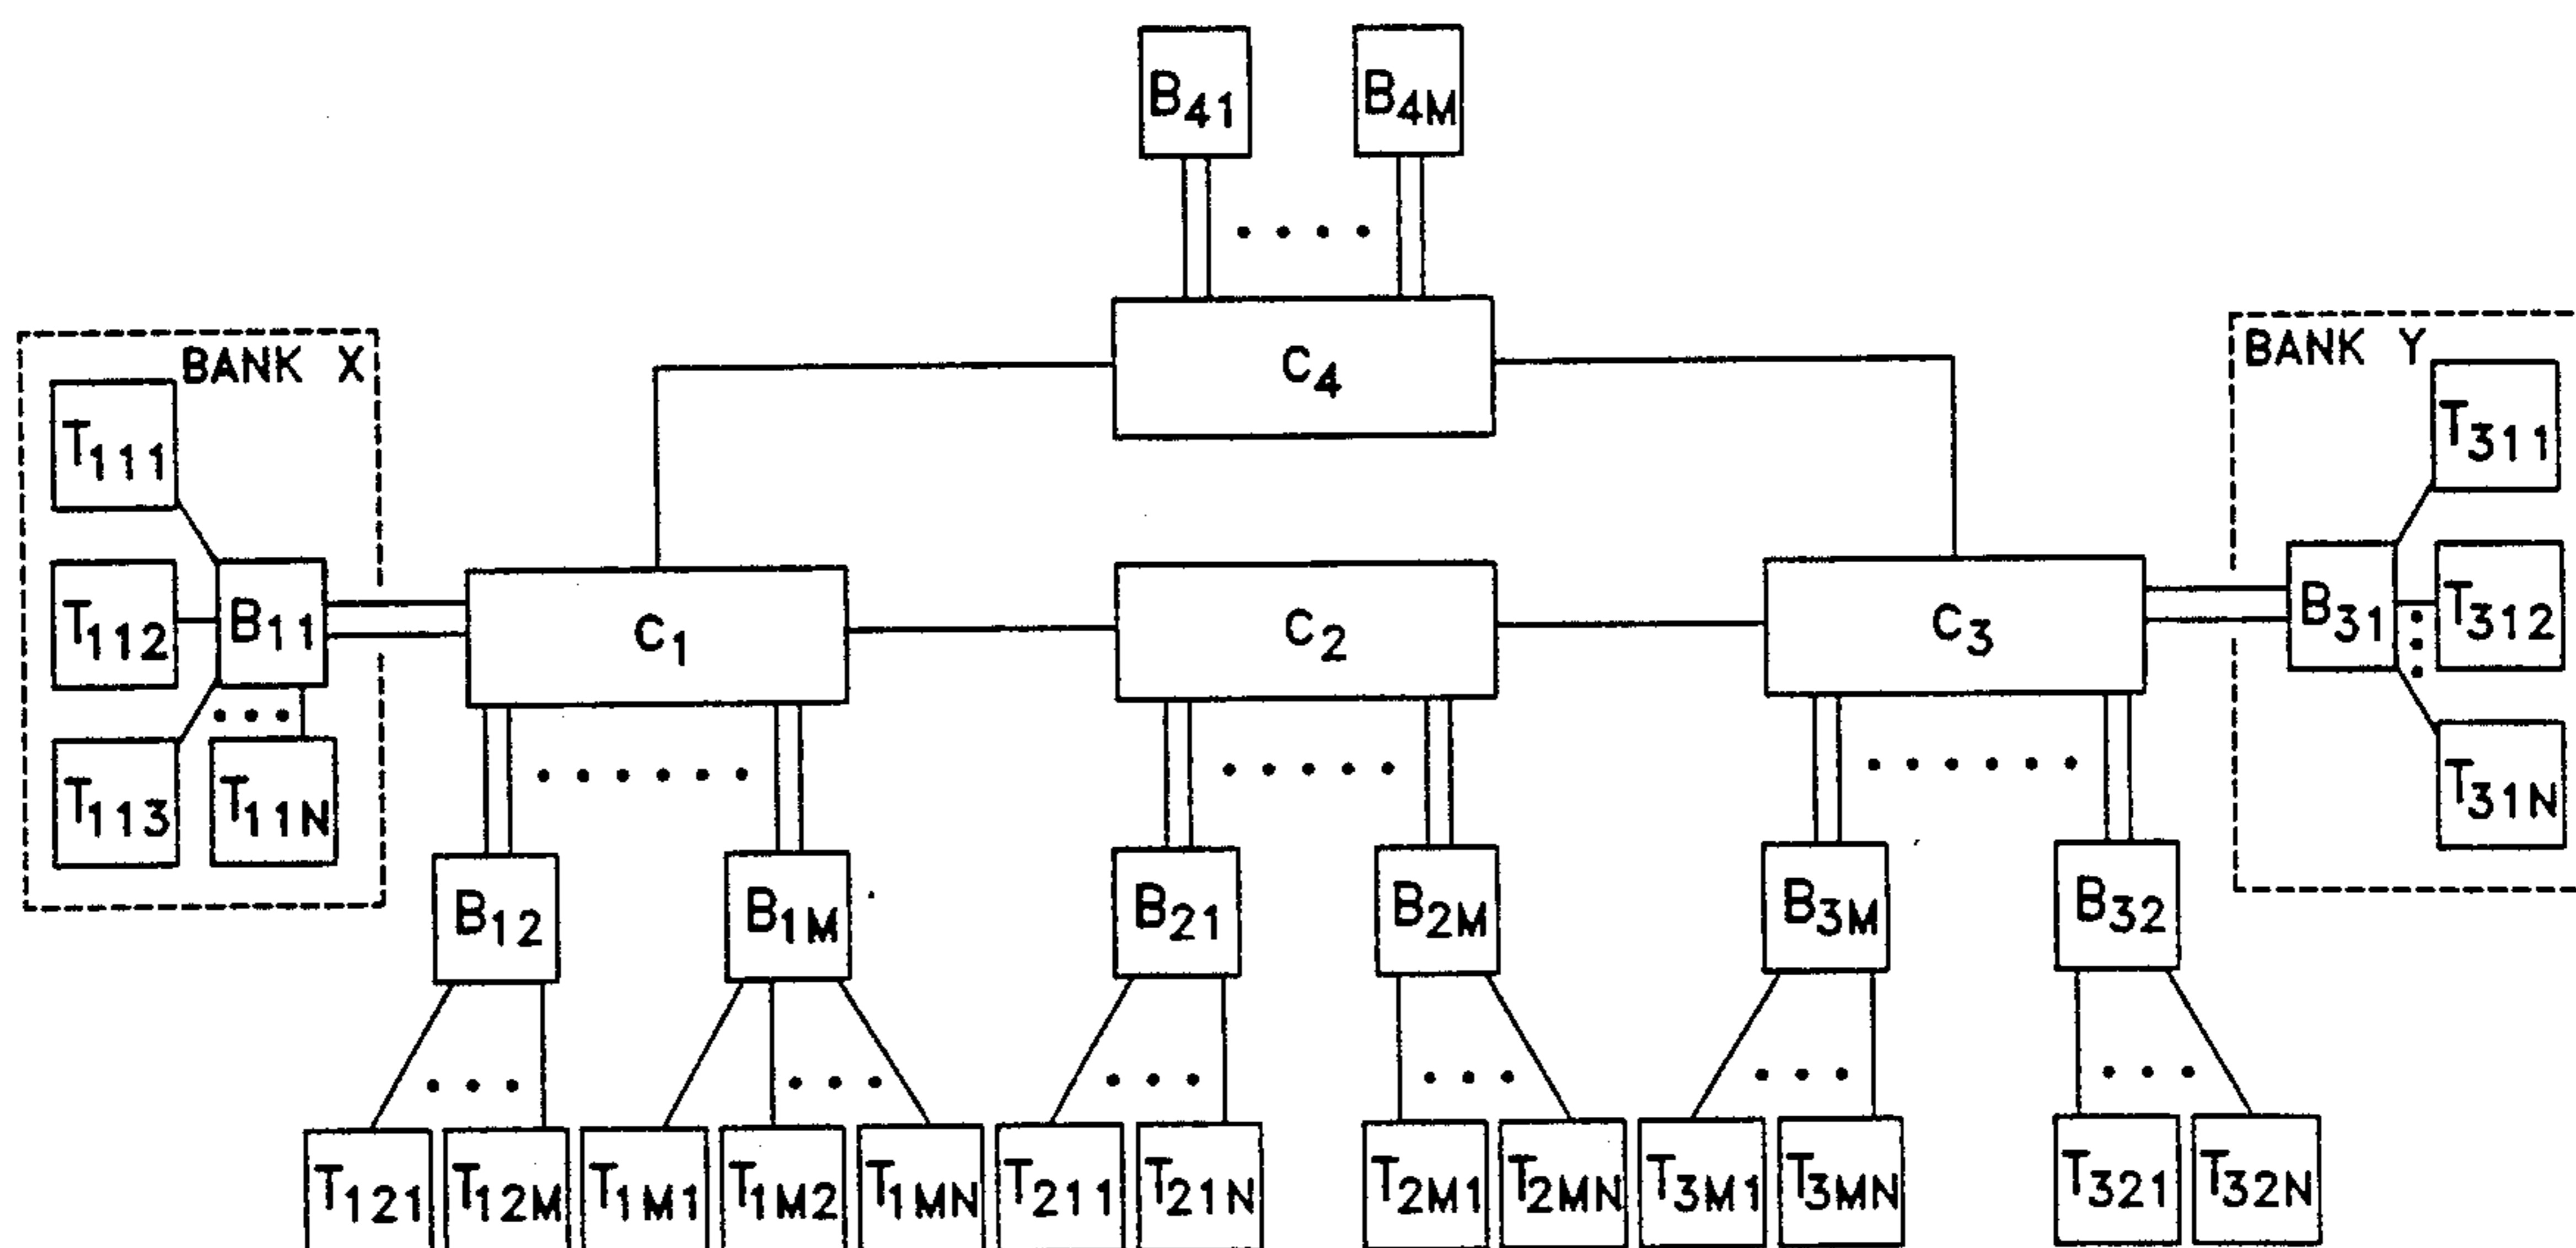 B41 B4M
BANK X
BANK Y
C4
T111
T311
T112 B11 C1 C2 C3 B31 T312
T113 T11N
T31N
B12 B1M B21 B2M B3M B32
T121 T12M T1M1 T1M2 T1MN T211 T21N T2M1 T2MN T3M1 T3MN T321 T32N